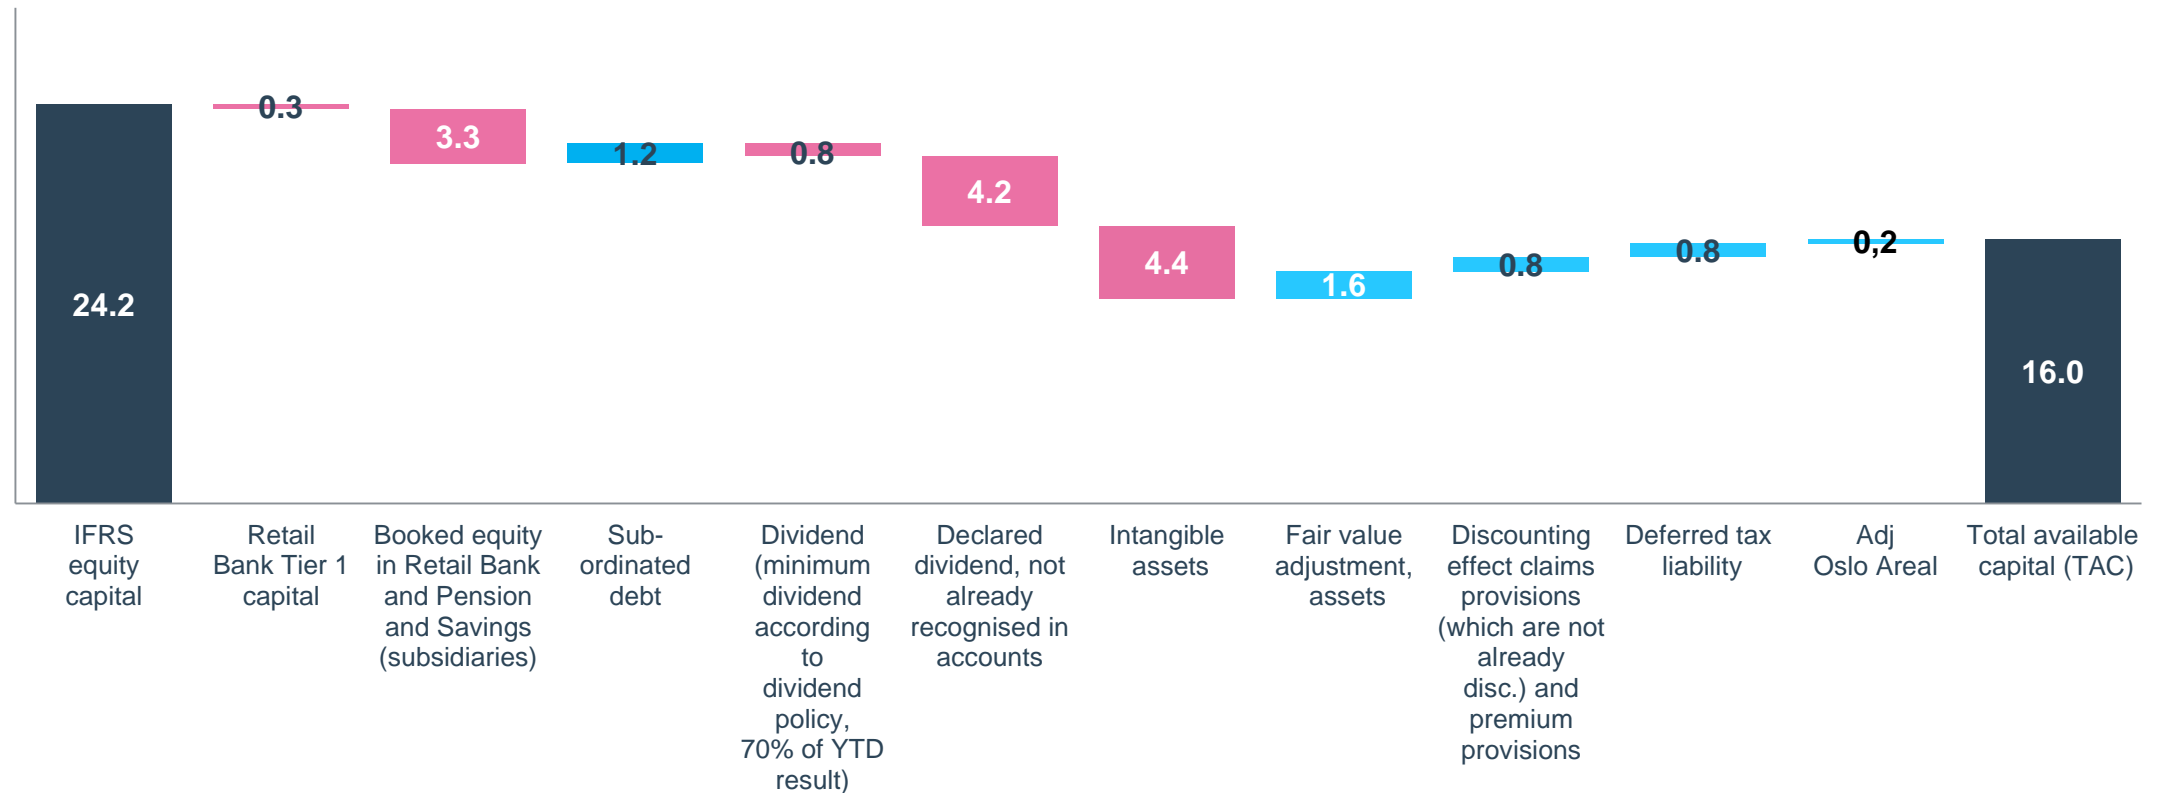 0.3
3.3
1.2
0.8
4.2
4.4
1.6
0.8
0.8
0,2
24.2
16.0
IFRS
equity
capital
Retail
Bank Tier 1
capital
Booked equity
in Retail Bank
and Pension
and Savings
(subsidiaries)
Sub-
ordinated
debt
Dividend
(minimum
dividend
according
to
dividend
policy,
70% of YTD
result)
Declared
dividend, not
already
recognised in
accounts
Intangible
assets
Fair value
adjustment,
assets
Discounting
effect claims
provisions
(which are not
already
disc.) and
premium
provisions
Deferred tax
liability
Adj
Oslo Areal
Total available
capital (TAC)